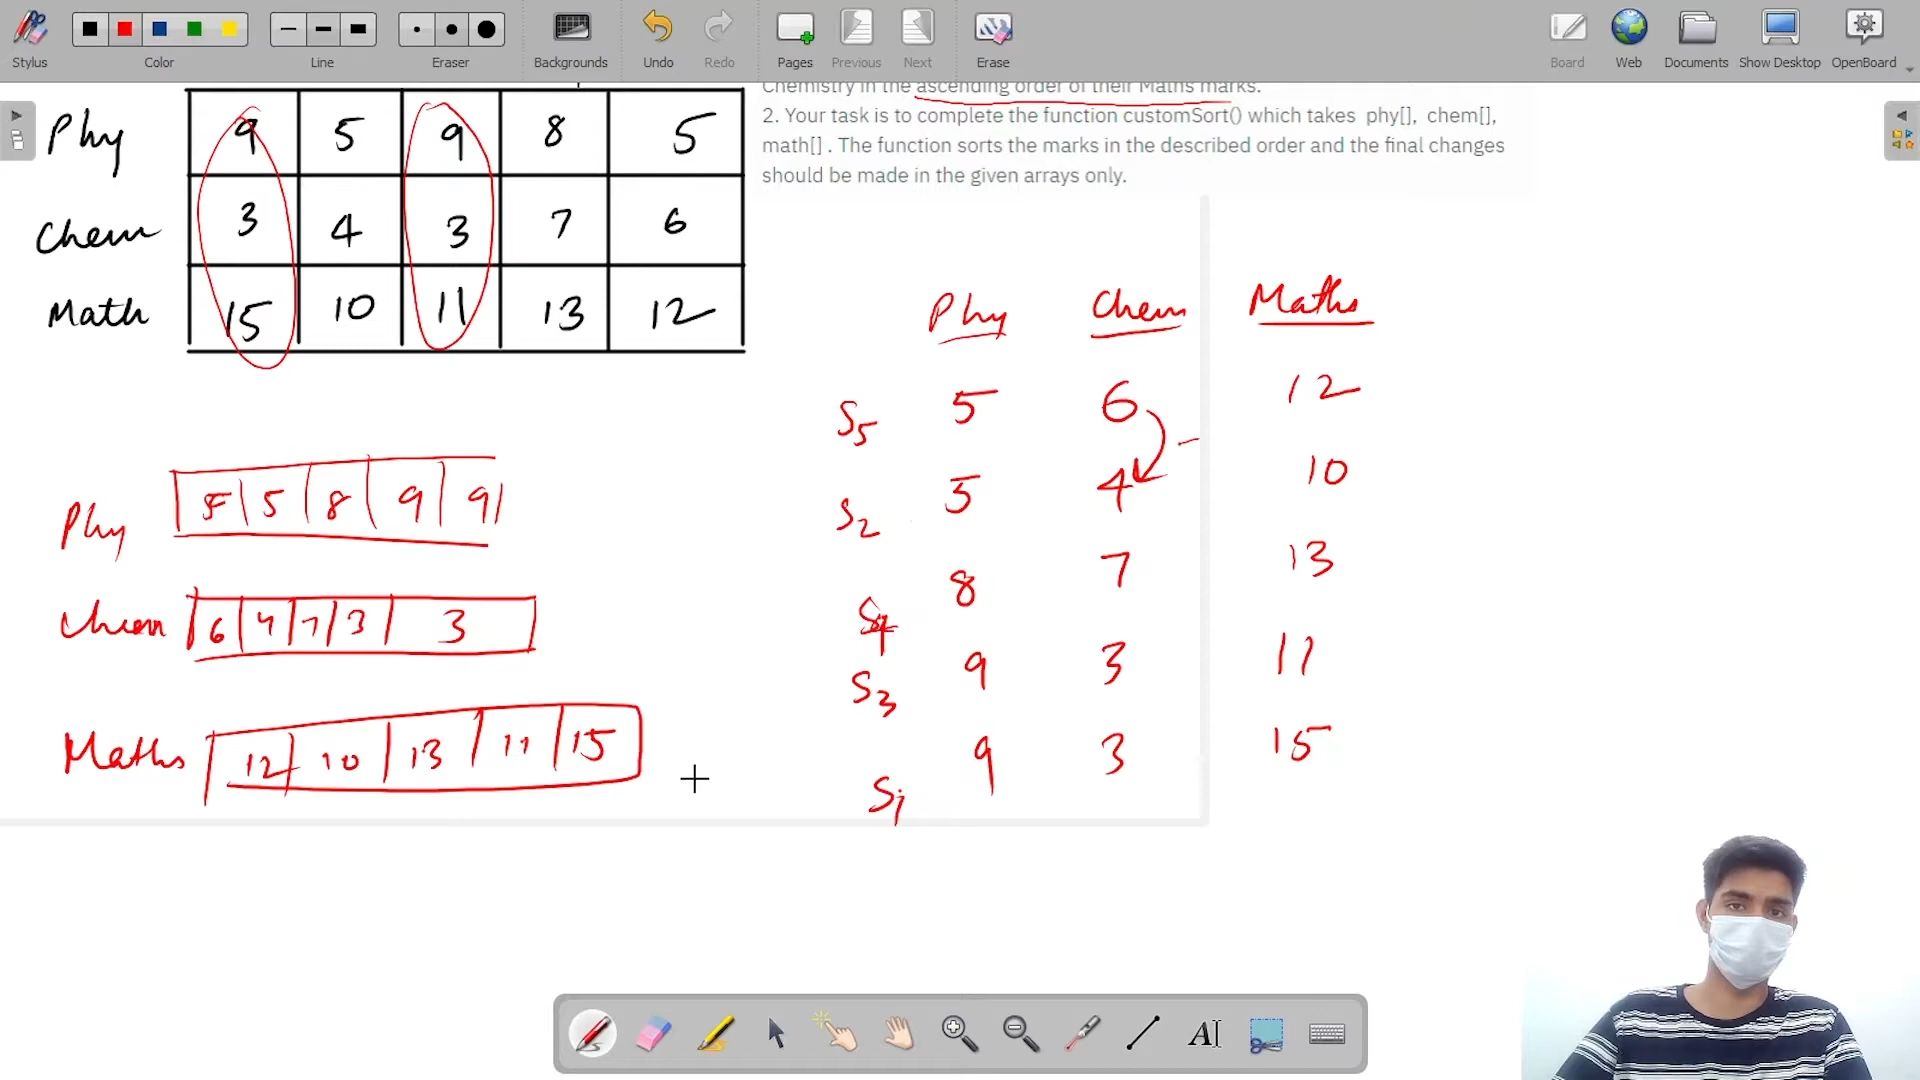 Stylus Color Line Eraser Backgrounds Undo Redo Pages Previous Next Erase Board Web Documents Show Desktop OpenBoard
Chemistry in the ascending order of their Maths marks.
2. Your task is to complete the function customSort() which takes phy[], chem[],
math[] . The function sorts the marks in the described order and the final changes
should be made in the given arrays only.
Phy 9 5 9 8 5
Chem 3 4 3 7 6
Math 15 10 11 13 12
Phy Chem Maths
S5 5 6 12
S2 5 4 10
S4 8 7 13
S3 9 3 11
S1 9 3 15
Phy 5 5 8 9 9
Chem 6 4 7 3 3
Maths 12 10 13 11 15
AI